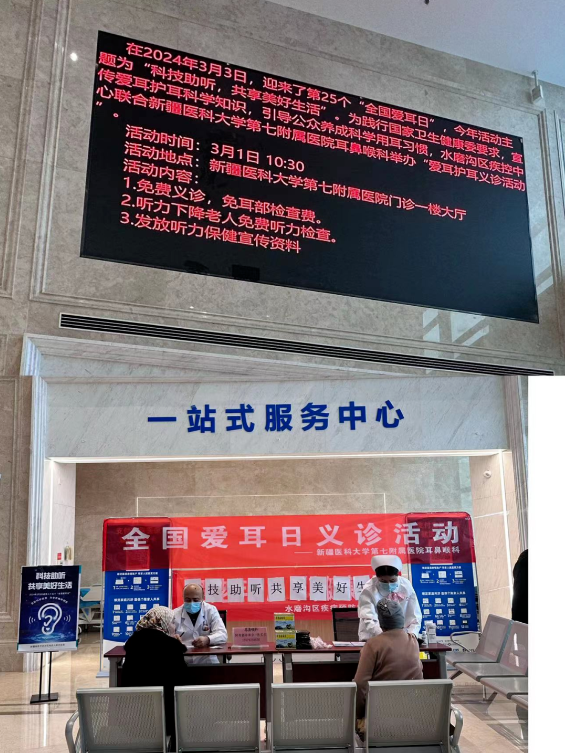 在2024年3月3日，迎来了第25个“全国爱耳日”，今年活动主
题为“科技助听，共享美好生活”。为践行国家卫生健康委要求，宣
传爱耳护耳科学知识，引导公众养成科学用耳习惯，水磨沟区疾控中
心联合新疆医科大学第七附属医院耳鼻喉科举办“爱耳护耳义诊活动
”。
活动时间：3月1日 10:30
活动地点：新疆医科大学第七附属医院门诊一楼大厅
活动内容：
1.免费义诊，免耳部检查费。
2.听力下降老人免费听力检查。
3.发放听力保健宣传资料
一站式服务中心
全国爱耳日义诊活动
——新疆医科大学第七附属医院耳鼻喉科
科技助听共享美好生
水磨沟区疾
科技助听
共享美好生活